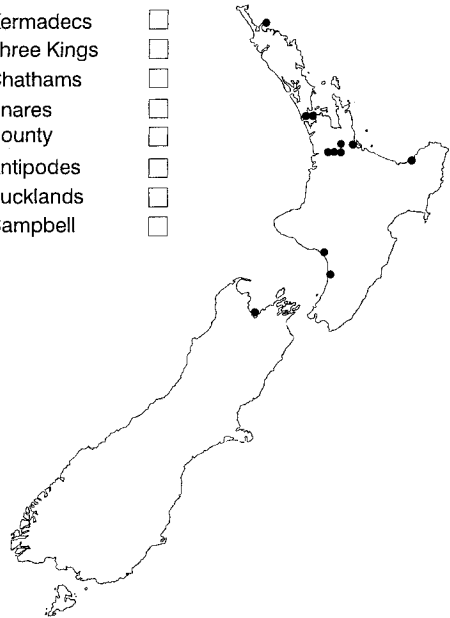 ermadecs
hree Kings
hathams
nares
ounty
ntipodes
ucklands
ampbell